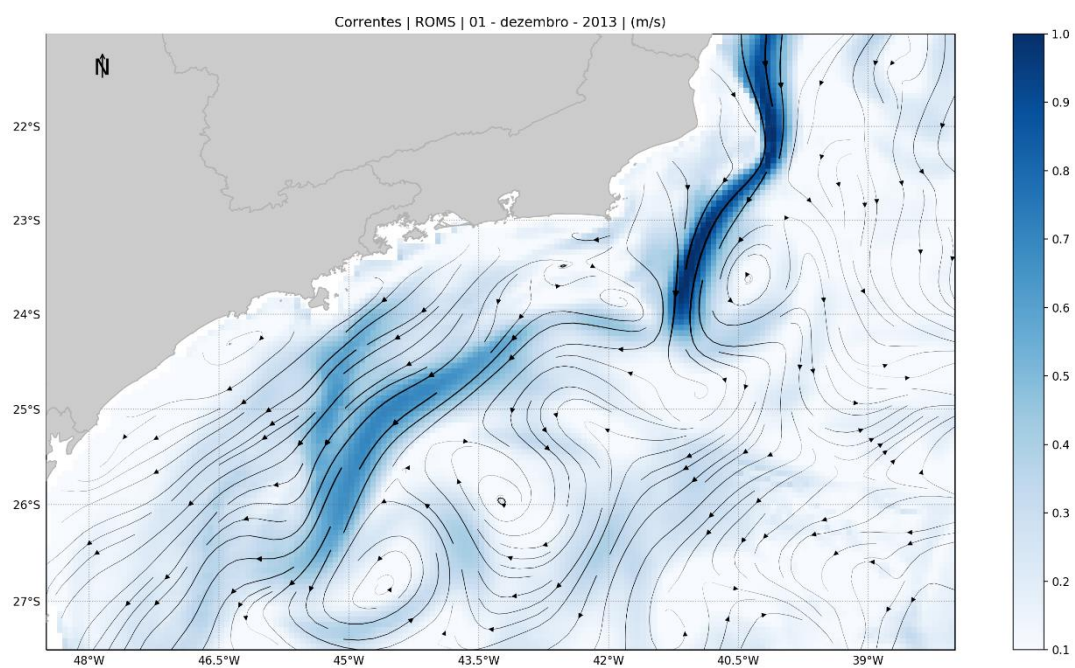 Correntes | ROMS | 01 - dezembro - 2013 | (m/s)
N
22°S
23°S
24°S
25°S
26°S
27°S
48°W
46.5°W
45°W
43.5°W
42°W
40.5°W
39°W
1.0
0.9
0.8
0.7
0.6
0.5
0.4
0.3
0.2
0.1